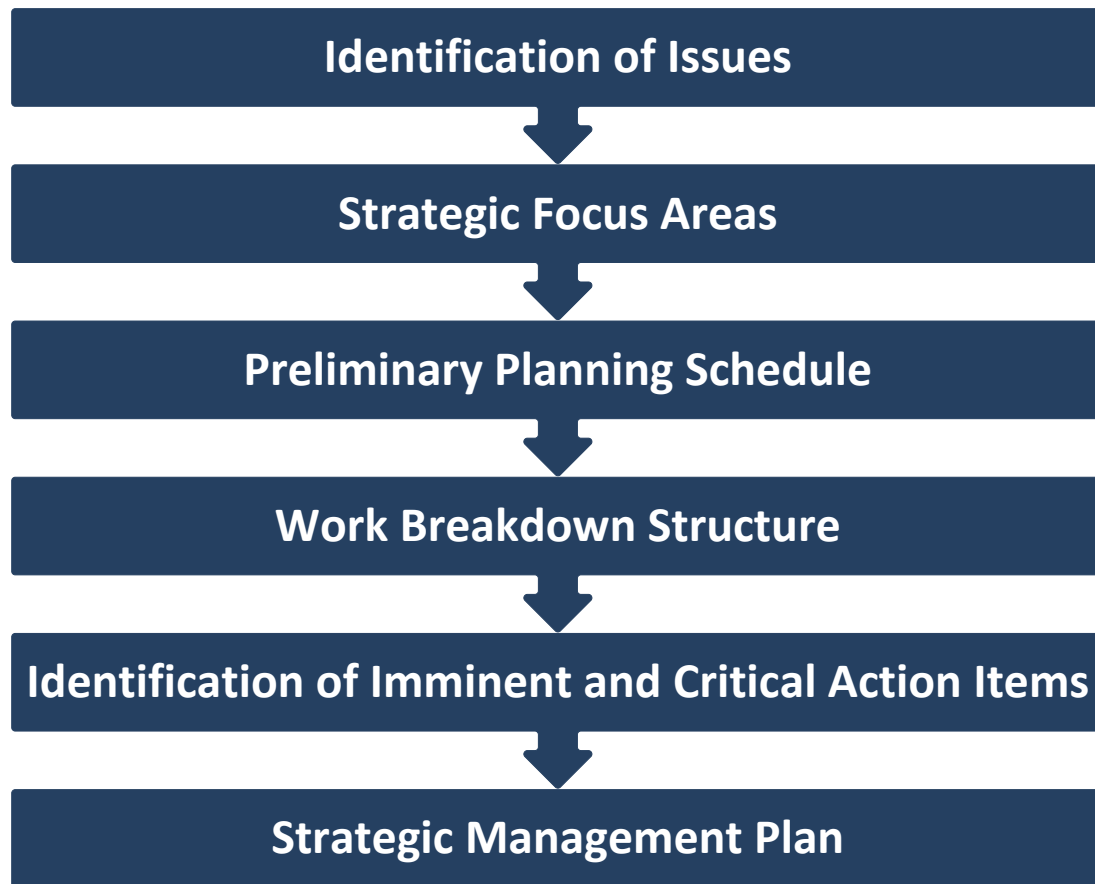 Identification of Issues
Strategic Focus Areas
Preliminary Planning Schedule
Work Breakdown Structure
Identification of Imminent and Critical Action Items
Strategic Management Plan